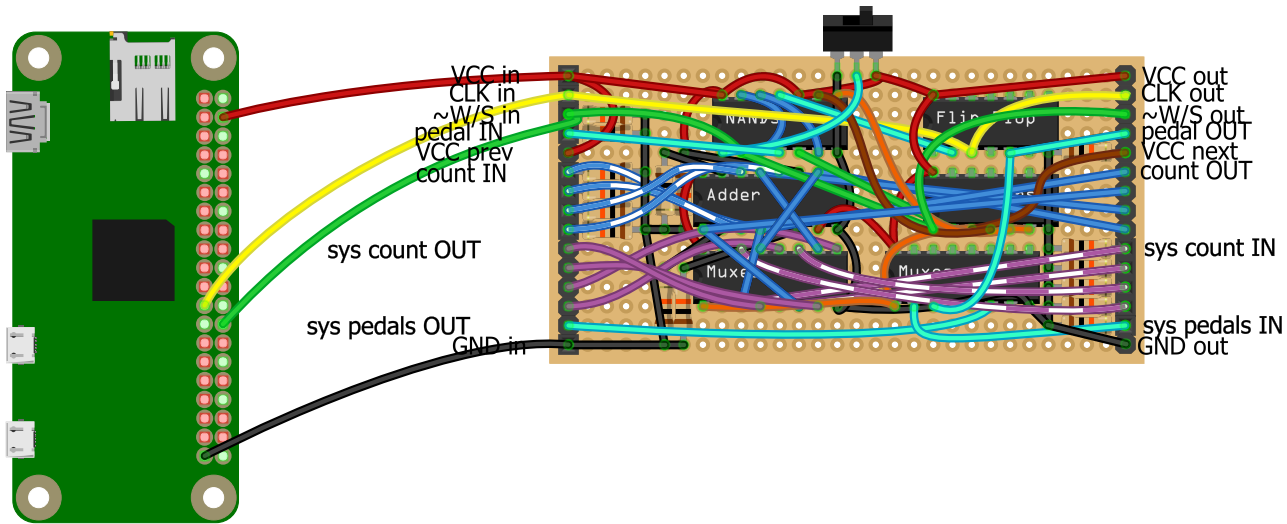 VCC in
CLK in
~W/S in
pedal IN
VCC prev
count IN
sys count OUT
sys pedals OUT
GND in
NANDs
Flip Flop
Adder
VCC out
CLK out
~W/S out
pedal OUT
VCC next
count OUT
sys count IN
sys pedals IN
GND out